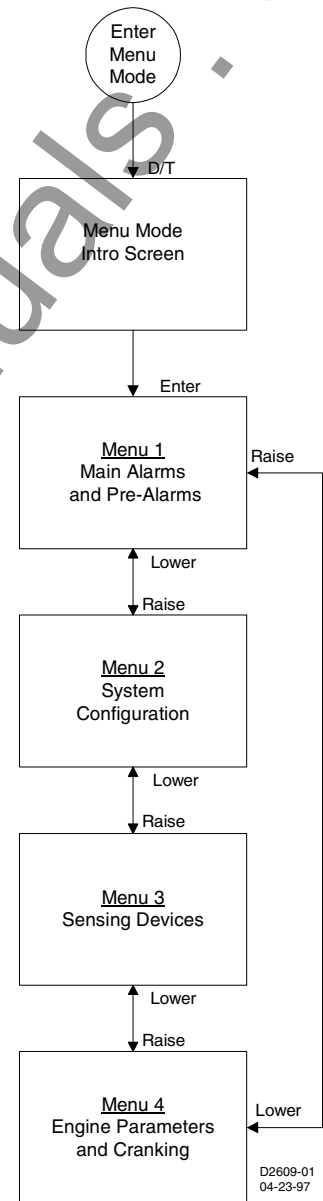 Enter
Menu
Mode
D/T
Menu Mode
Intro Screen
Enter
Menu 1
Main Alarms
and Pre-Alarms
Raise
Lower
Raise
Menu 2
System
Configuration
Lower
Raise
Menu 3
Sensing Devices
Lower
Raise
Menu 4
Engine Parameters
and Cranking
Lower
D2609-01
04-23-97